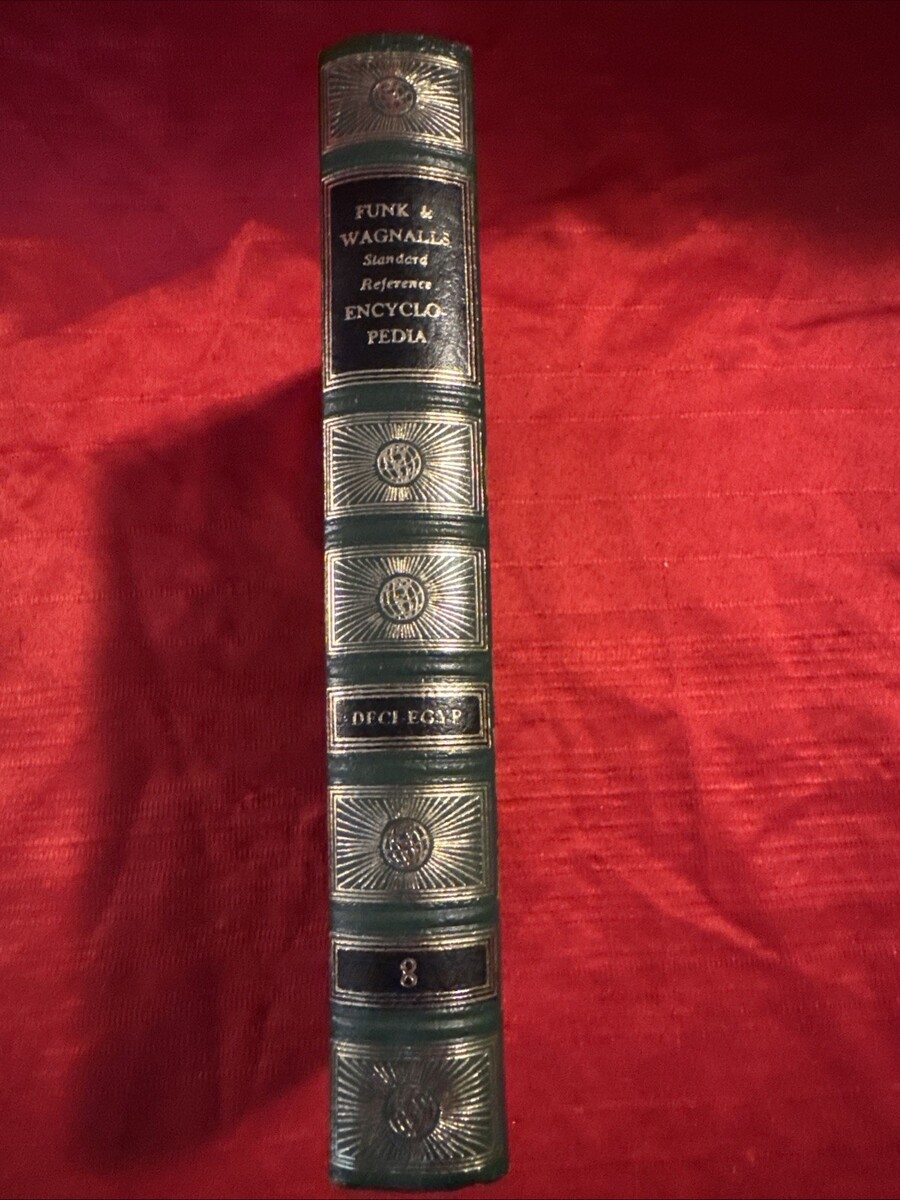 FUNK &
WAGNALLS
Standard
Reference
ENCYCLO-
PEDIA
DECI-EGYP
8